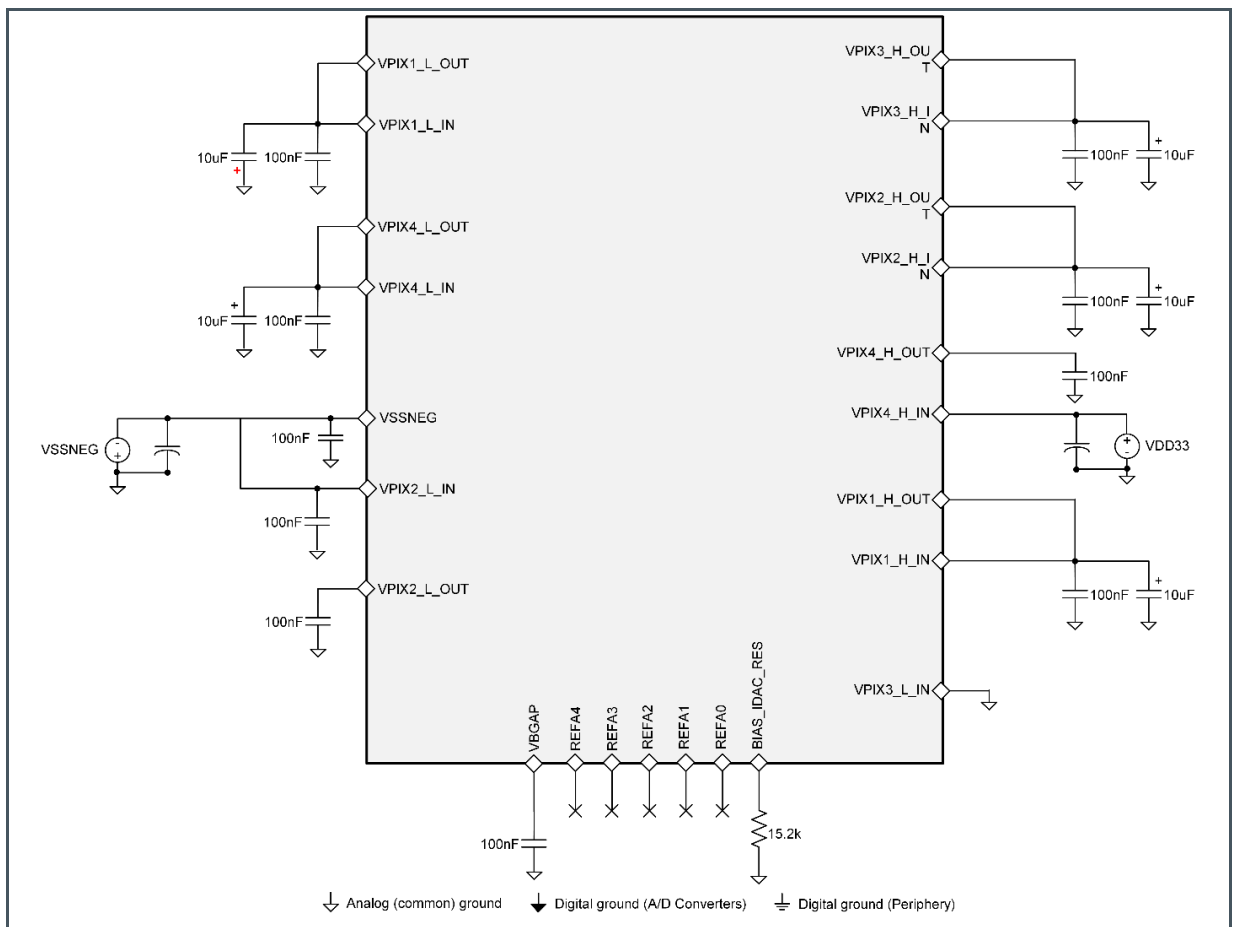 VPIX1_L_OUT
VPIX1_L_IN
10uF
+
100nF
VPIX4_L_OUT
VPIX4_L_IN
+
10uF
100nF
VSSNEG
-
+
VSSNEG
100nF
VPIX2_L_IN
100nF
VPIX2_L_OUT
100nF
VPIX3_H_OU
T
VPIX3_H_I
N
100nF
+
10uF
VPIX2_H_OU
T
VPIX2_H_I
N
100nF
+
10uF
VPIX4_H_OUT
100nF
VPIX4_H_IN
+
-
VDD33
VPIX1_H_OUT
VPIX1_H_IN
100nF
+
10uF
VPIX3_L_IN
VBGAP
REFA4
REFA3
REFA2
REFA1
REFA0
BIAS_IDAC_RES
100nF
15.2k
Analog (common) ground
Digital ground (A/D Converters)
Digital ground (Periphery)